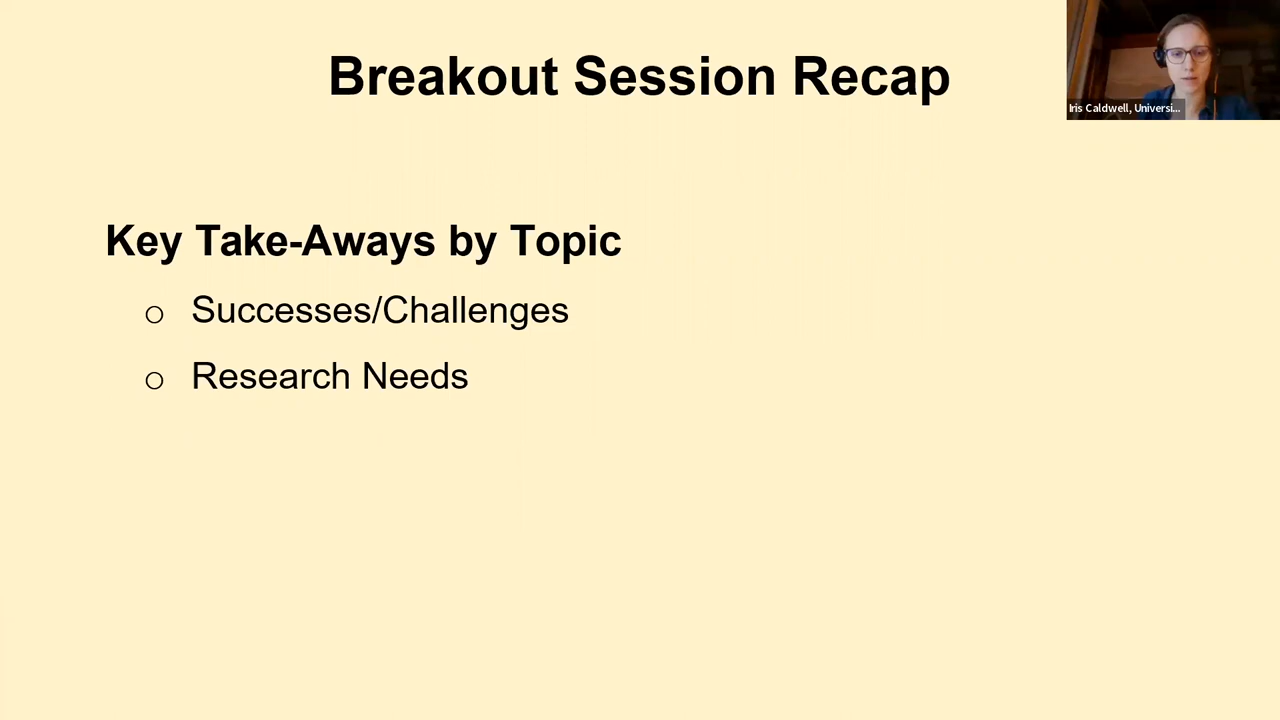 Breakout Session Recap
Iris Caldwell, Universi...
Key Take-Aways by Topic
Successes/Challenges
Research Needs